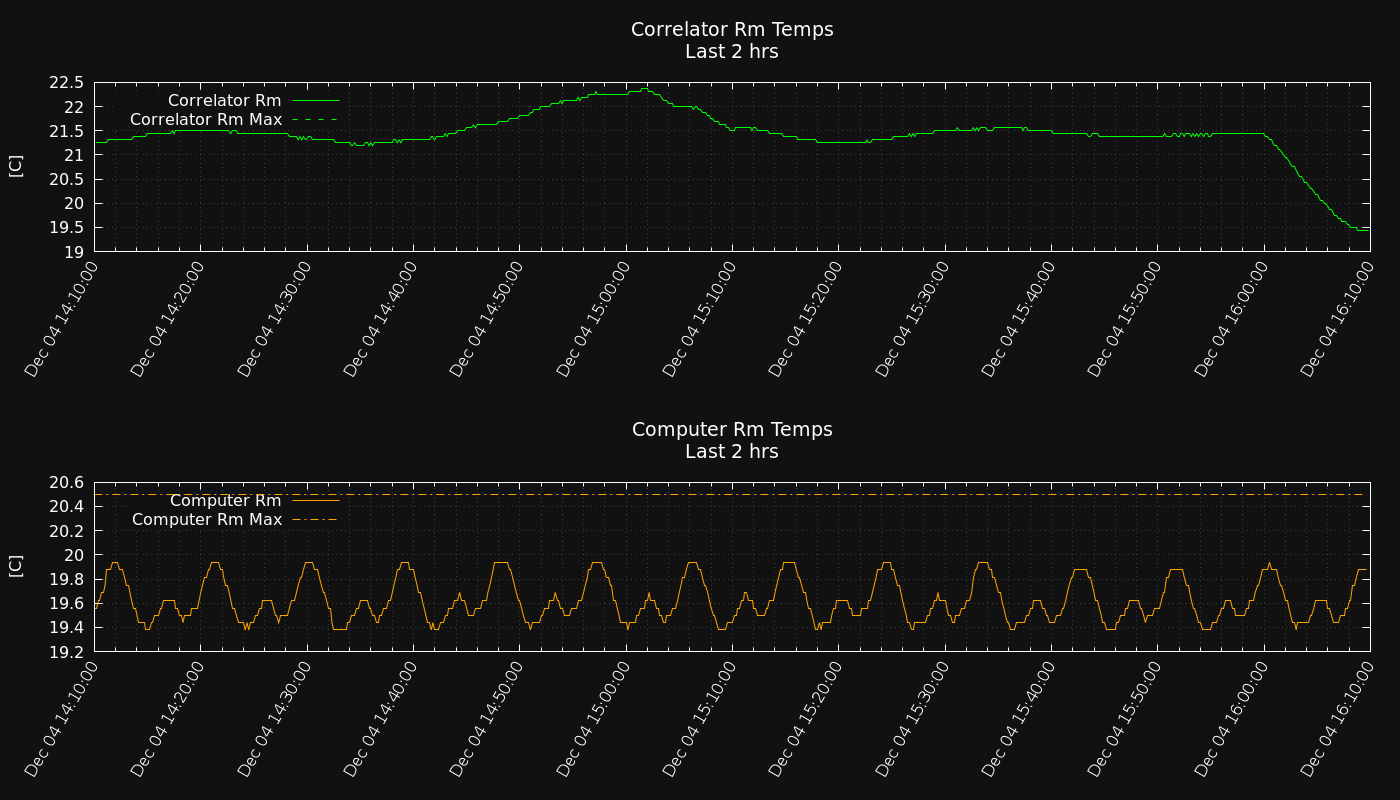 Correlator Rm Temps
Last 2 hrs
Correlator Rm
Correlator Rm Max
[C]
22.5
22
21.5
21
20.5
20
19.5
19
Dec 04 14:10:00
Dec 04 14:20:00
Dec 04 14:30:00
Dec 04 14:40:00
Dec 04 14:50:00
Dec 04 15:00:00
Dec 04 15:10:00
Dec 04 15:20:00
Dec 04 15:30:00
Dec 04 15:40:00
Dec 04 15:50:00
Dec 04 16:00:00
Dec 04 16:10:00
Computer Rm Temps
Last 2 hrs
Computer Rm
Computer Rm Max
[C]
20.6
20.4
20.2
20
19.8
19.6
19.4
19.2
Dec 04 14:10:00
Dec 04 14:20:00
Dec 04 14:30:00
Dec 04 14:40:00
Dec 04 14:50:00
Dec 04 15:00:00
Dec 04 15:10:00
Dec 04 15:20:00
Dec 04 15:30:00
Dec 04 15:40:00
Dec 04 15:50:00
Dec 04 16:00:00
Dec 04 16:10:00